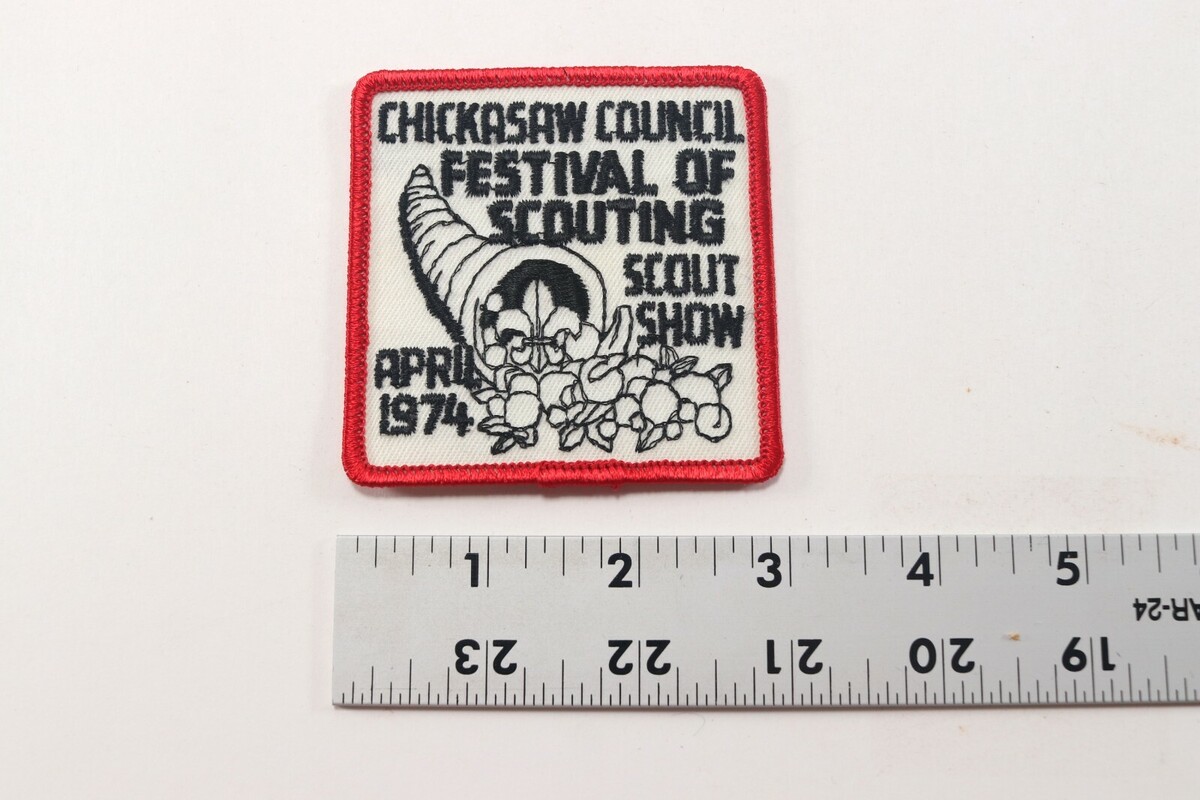 CHICKASAW COUNCIL
FESTIVAL OF
SCOUTING
SCOUT
SHOW
APRIL
1974
1 2 3 4 5
AR-24
23 22 21 20 19